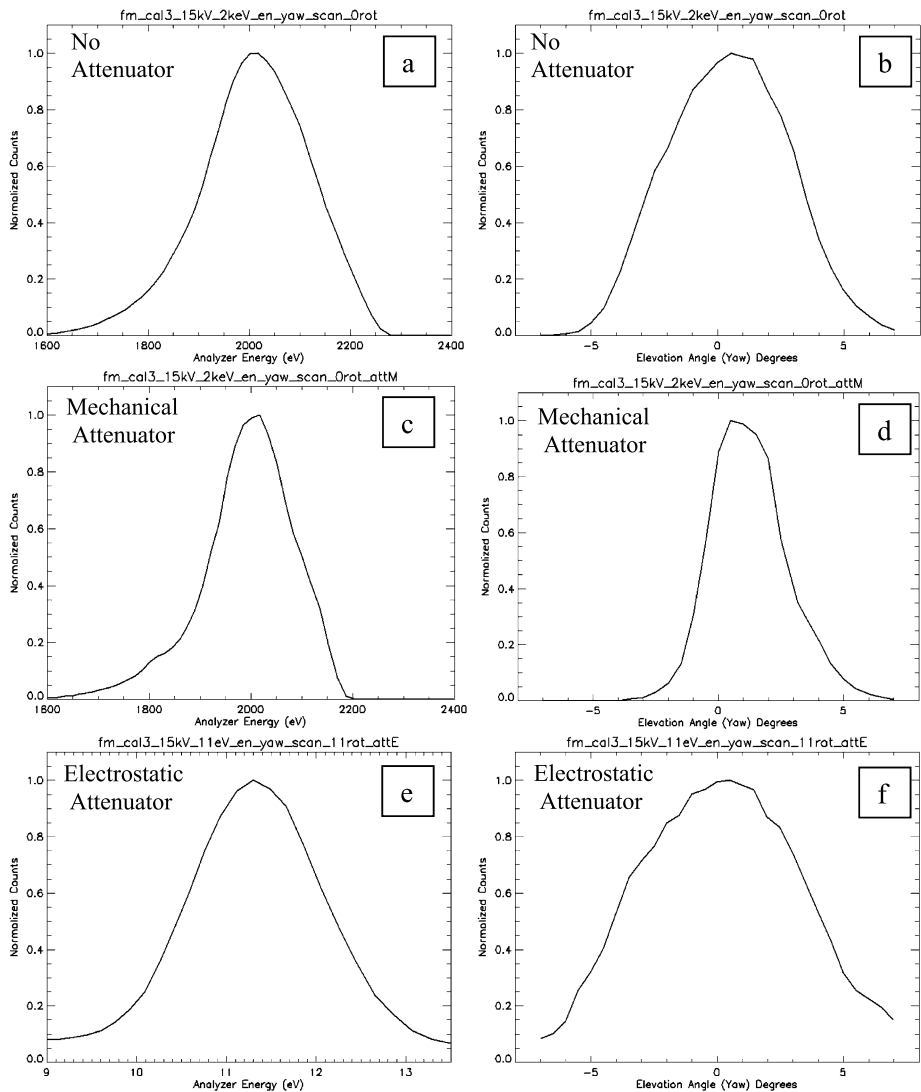 fm_cal3_15kV_2keV_en_yaw_scan_0rot
No
Attenuator
a
Normalized Counts
1.0
0.8
0.6
0.4
0.2
0.0
1600 1800 2000 2200 2400
Analyzer Energy (eV)
fm_cal3_15kV_2keV_en_yaw_scan_0rot
No
Attenuator
b
Normalized Counts
1.0
0.8
0.6
0.4
0.2
0.0
-5 0 5
Elevation Angle (Yaw) Degrees
fm_cal3_15kV_2keV_en_yaw_scan_0rot_attM
Mechanical
Attenuator
c
Normalized Counts
1.0
0.8
0.6
0.4
0.2
0.0
1600 1800 2000 2200 2400
Analyzer Energy (eV)
fm_cal3_15kV_2keV_en_yaw_scan_0rot_attM
Mechanical
Attenuator
d
Normalized Counts
1.0
0.8
0.6
0.4
0.2
0.0
-5 0 5
Elevation Angle (Yaw) Degrees
fm_cal3_15kV_11eV_en_yaw_scan_11rot_attE
Electrostatic
Attenuator
e
Normalized Counts
1.0
0.8
0.6
0.4
0.2
0.0
9 10 11 12 13
Analyzer Energy (eV)
fm_cal3_15kV_11eV_en_yaw_scan_11rot_attE
Electrostatic
Attenuator
f
Normalized Counts
1.0
0.8
0.6
0.4
0.2
0.0
-5 0 5
Elevation Angle (Yaw) Degrees